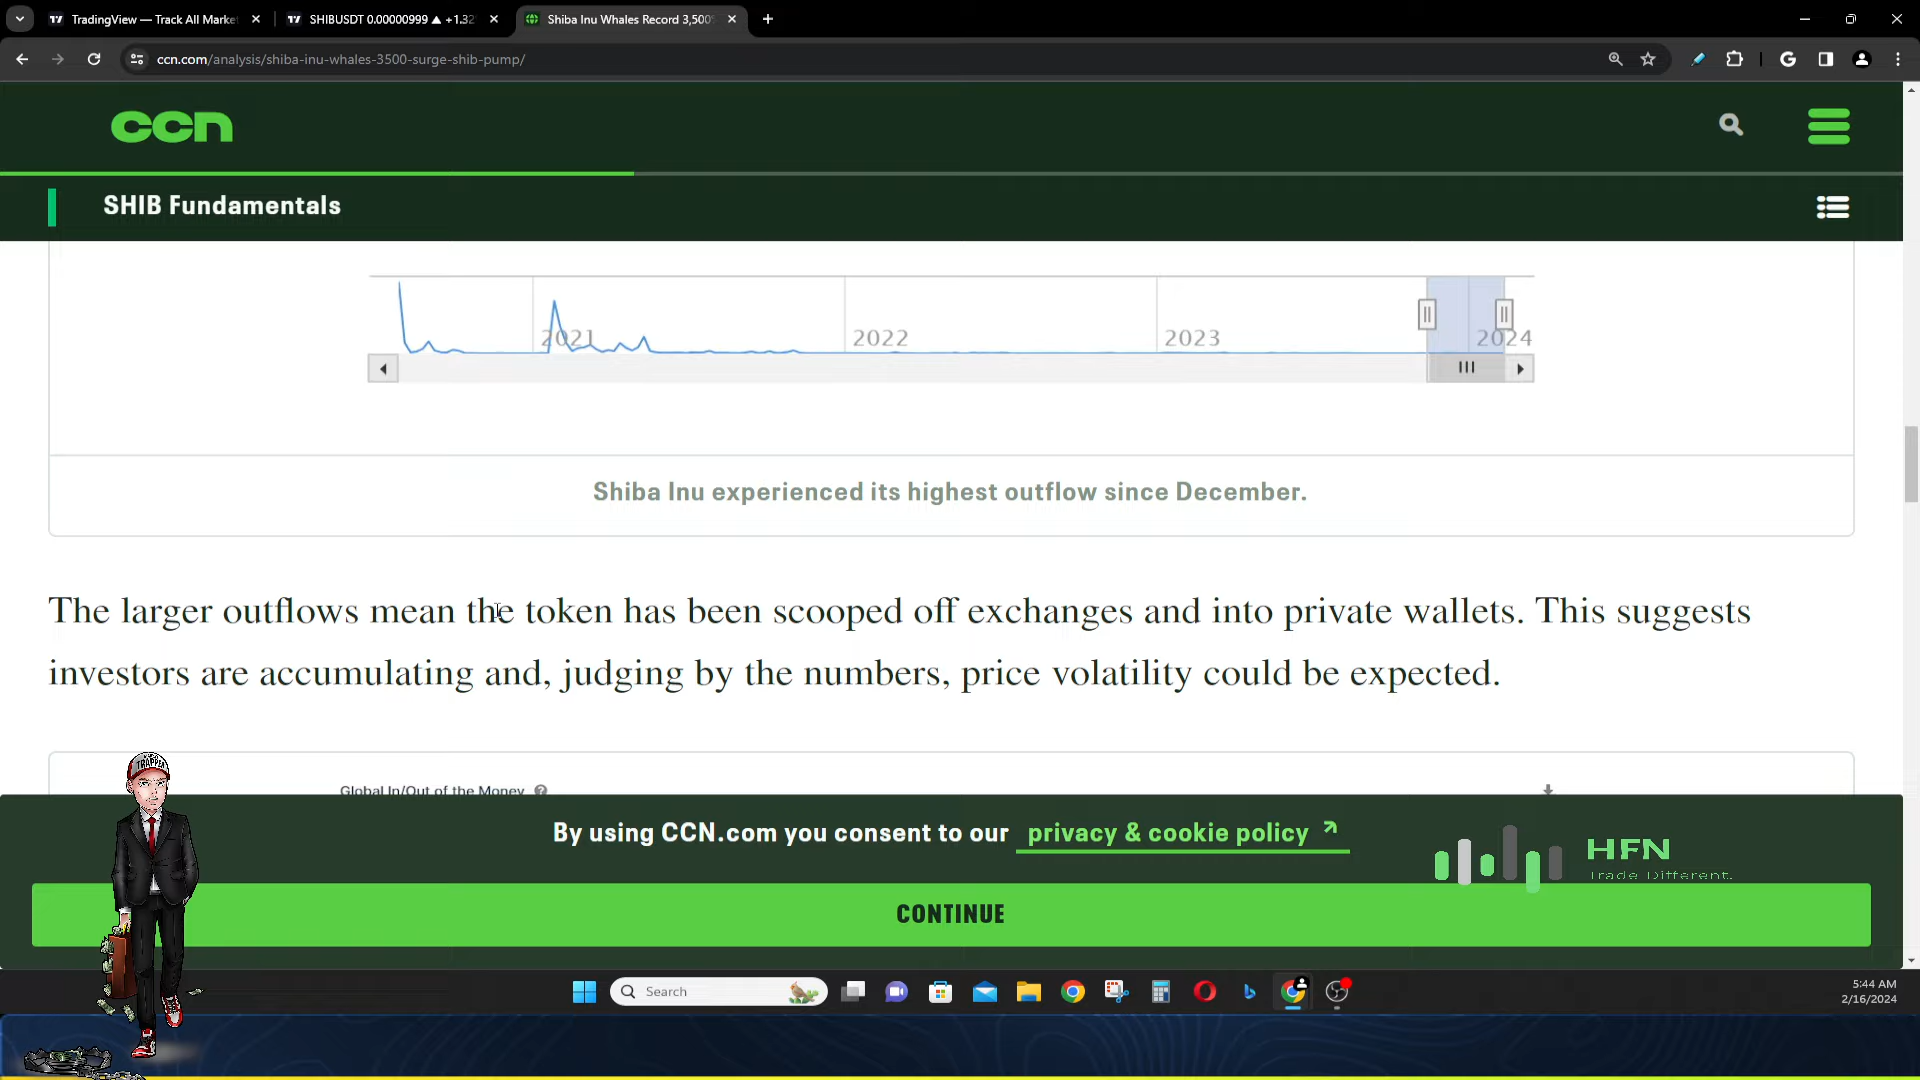 TradingView — Track All Marke
SHIBUSDT 0.00000999 ▲ +1.32
Shiba Inu Whales Record 3,500
ccn.com/analysis/shiba-inu-whales-3500-surge-shib-pump/
ccn
SHIB Fundamentals
2021
2022
2023
2024
Shiba Inu experienced its highest outflow since December.
The larger outflows mean the token has been scooped off exchanges and into private wallets. This suggests
investors are accumulating and, judging by the numbers, price volatility could be expected.
Global In/Out of the Money
TRAPPER
By using CCN.com you consent to our privacy & cookie policy
HFN
Trade Different.
CONTINUE
Search
5:44 AM
2/16/2024